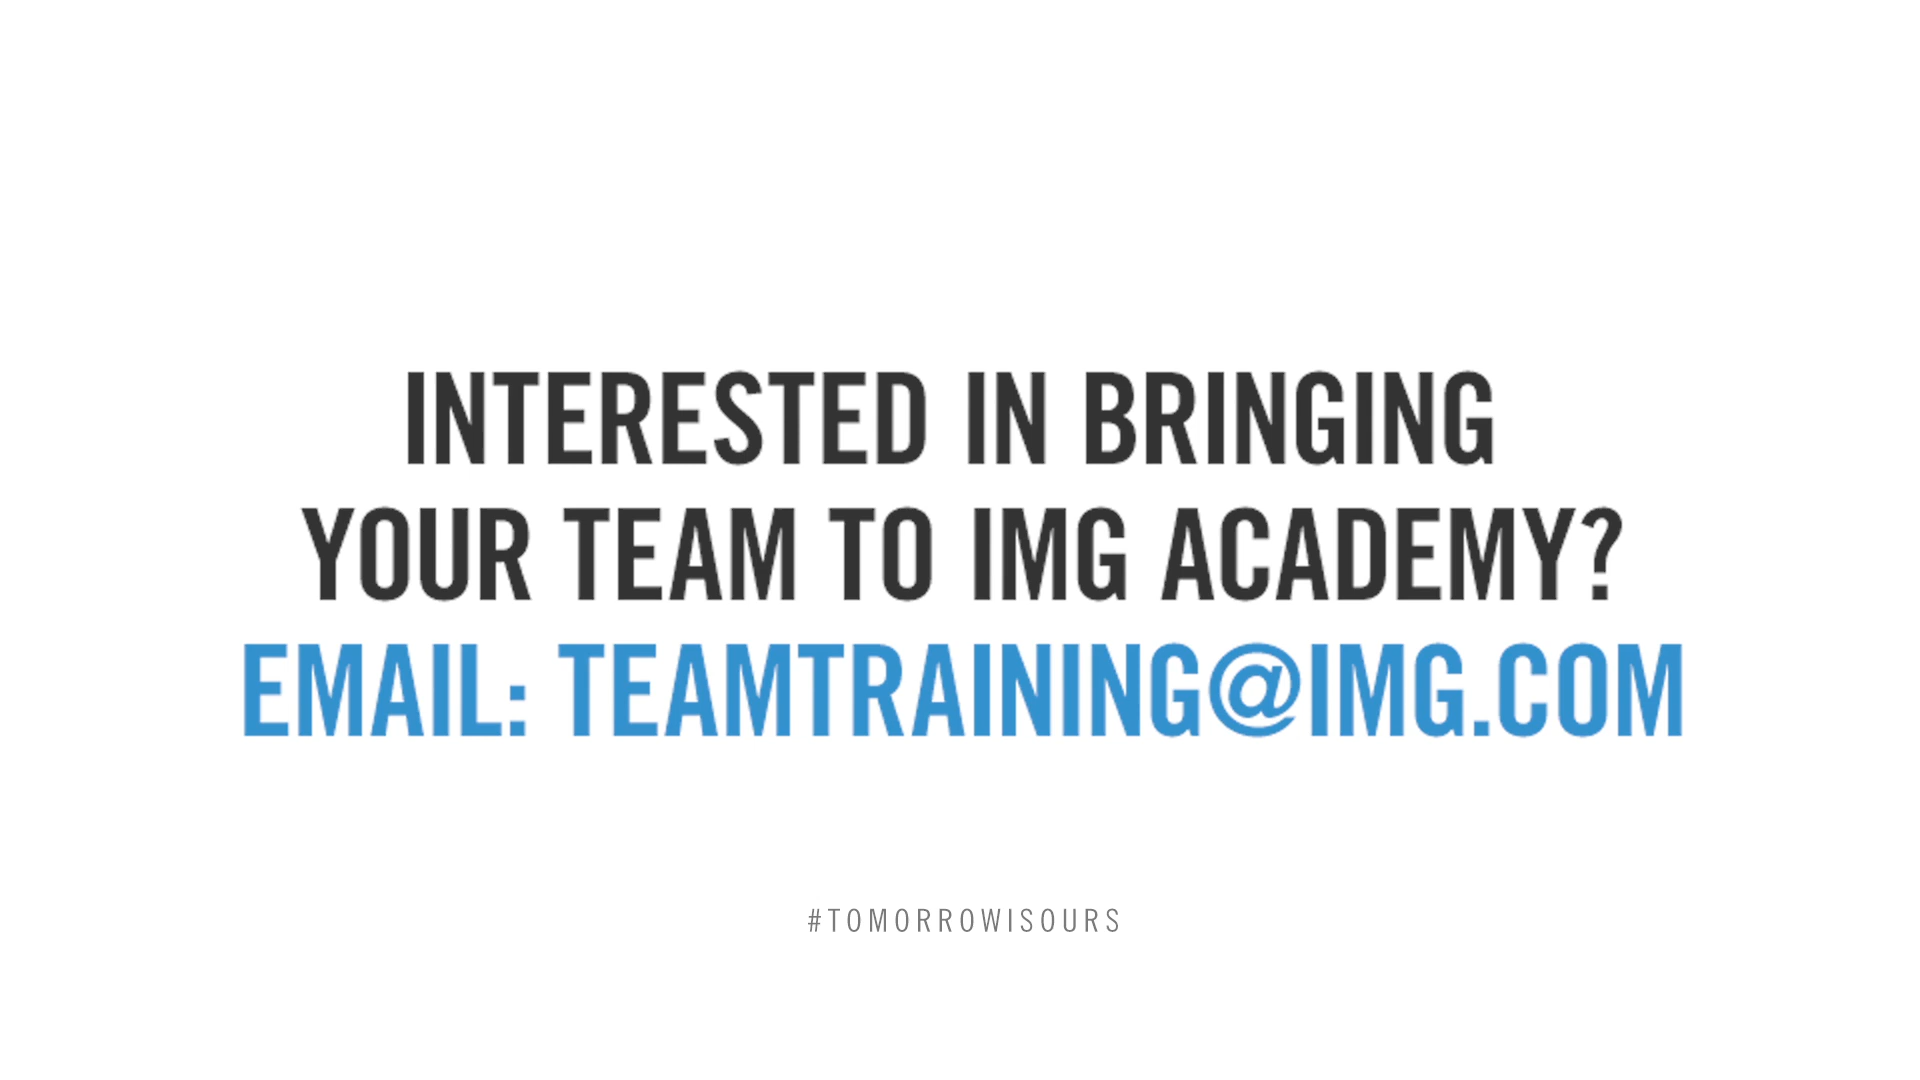 INTERESTED IN BRINGING
YOUR TEAM TO IMG ACADEMY?
EMAIL: TEAMTRAINING@IMG.COM
#TOMORROWISOURS